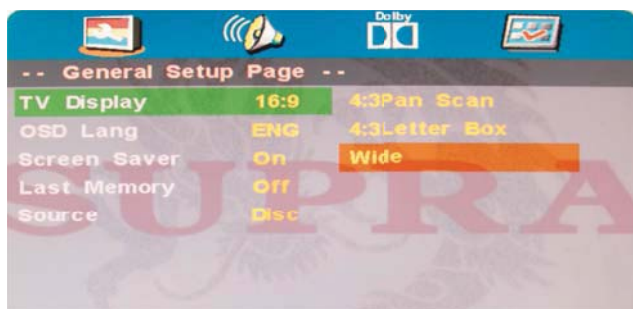 Dolby
-- General Setup Page --
TV Display 16:9 4:3Pan Scan
OSD Lang ENG 4:3Letter Box
Screen Saver On Wide
Last Memory Off
Source Disc
SUPRA